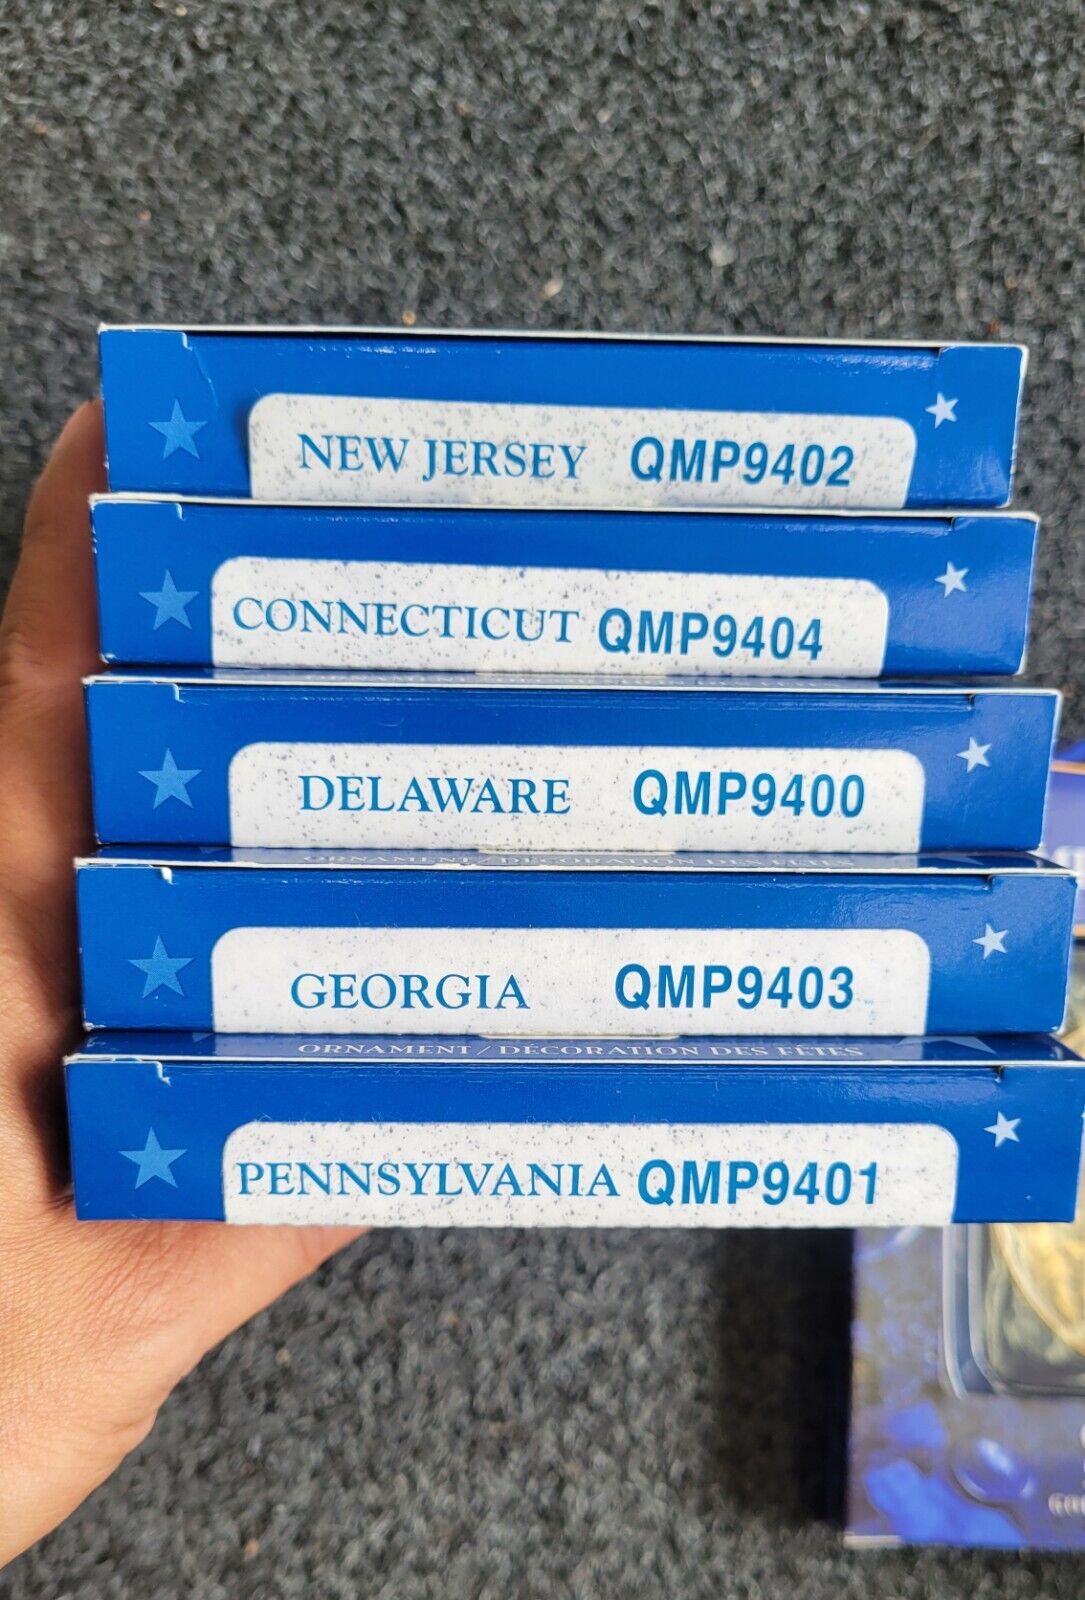 NEW JERSEY QMP9402
CONNECTICUT QMP9404
DELAWARE QMP9400
ORNAMENT / DÉCORATION DES FÊTES
GEORGIA QMP9403
ORNAMENT / DÉCORATION DES FÊTES
PENNSYLVANIA QMP9401